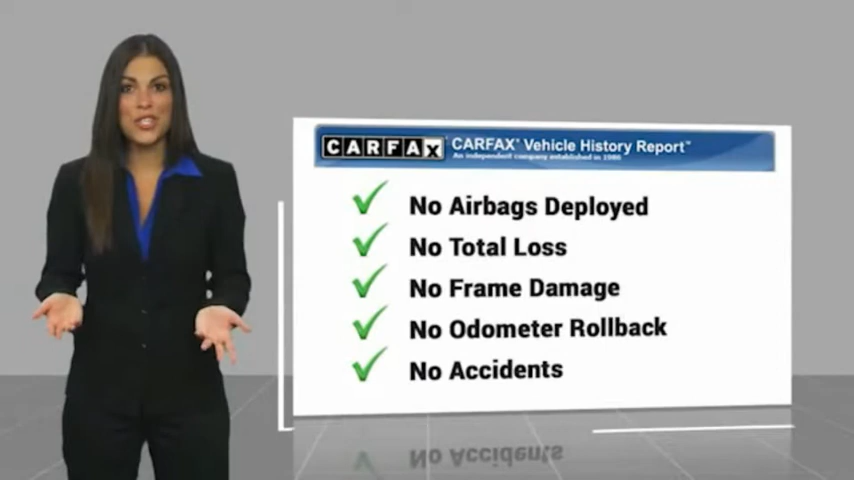 CARFAX CARFAX® Vehicle History Report™
An independent company established in 1986
No Airbags Deployed
No Total Loss
No Frame Damage
No Odometer Rollback
No Accidents
No Accidents